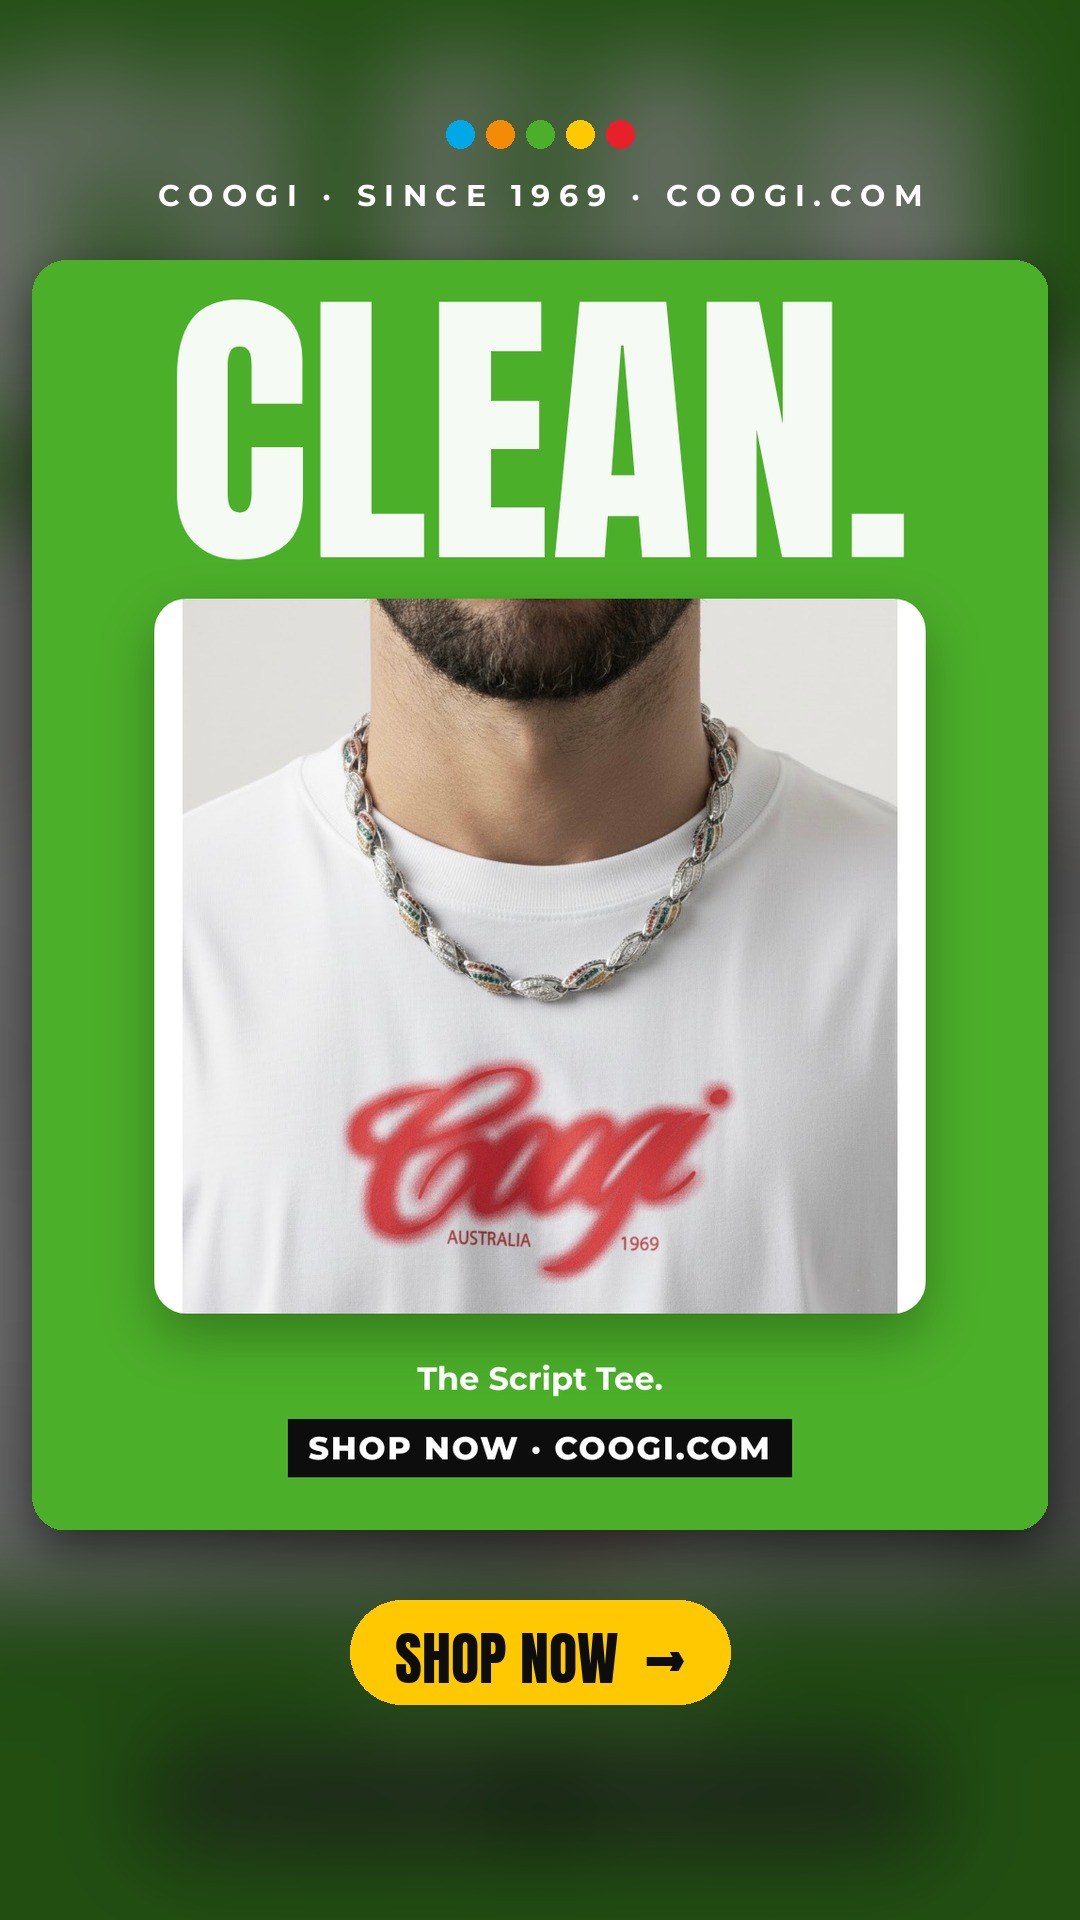 COOGI · SINCE 1969 · COOGI.COM
CLEAN.
Coogi
AUSTRALIA 1969
The Script Tee.
SHOP NOW · COOGI.COM
SHOP NOW →